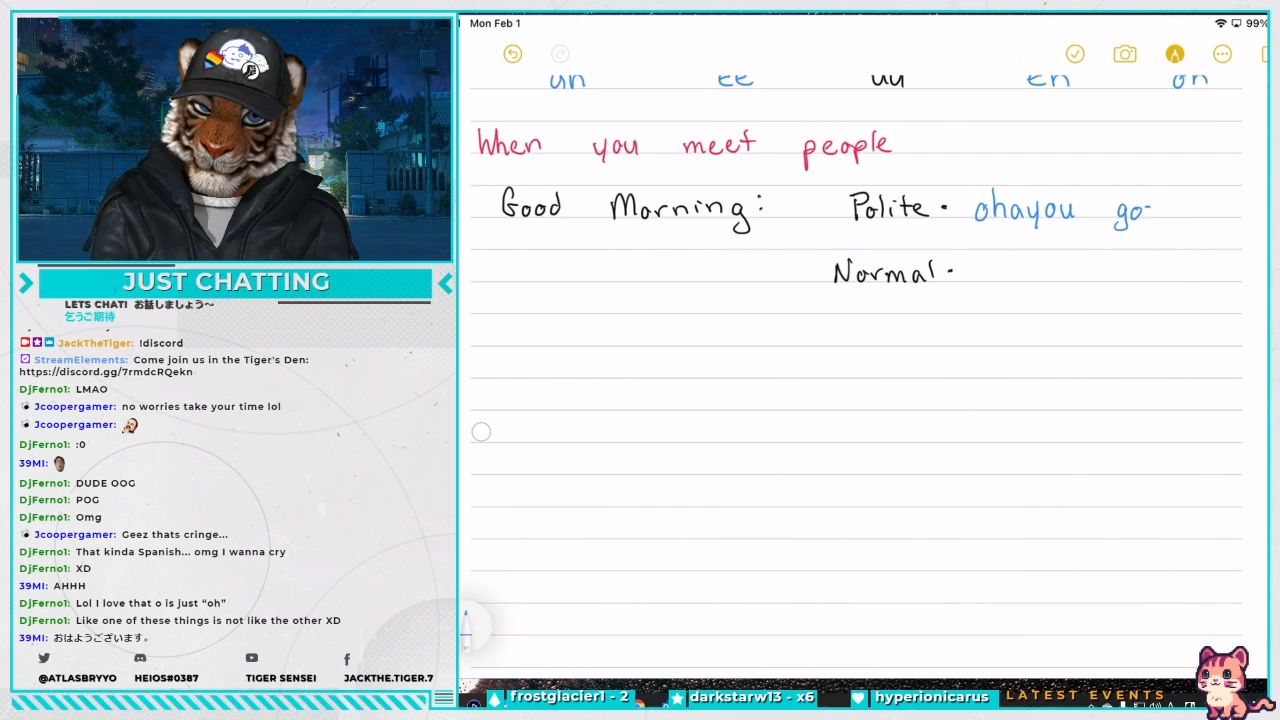 Mon Feb 1
99%
When you meet people
Good Morning: Polite · ohayou go-
Normal ·
JUST CHATTING
LETS CHAT! お話しましょう〜
乞うご期待
JackTheTiger: !discord
StreamElements: Come join us in the Tiger's Den:
https://discord.gg/7rmdcRQekn
DjFerno1: LMAO
Jcoopergamer: no worries take your time lol
Jcoopergamer:
DjFerno1: :0
39MI:
DjFerno1: DUDE OOG
DjFerno1: POG
DjFerno1: Omg
Jcoopergamer: Geez thats cringe...
DjFerno1: That kinda Spanish... omg I wanna cry
DjFerno1: XD
39MI: AHHH
DjFerno1: Lol I love that o is just “oh”
DjFerno1: Like one of these things is not like the other XD
39MI: おはようございます。
@ATLASBRYYO HEIOS#0387 TIGER SENSEI JACKTHE.TIGER.7
frostglacier1 - 2 darkstarw13 - x6 hyperionicarus LATEST EVENTS